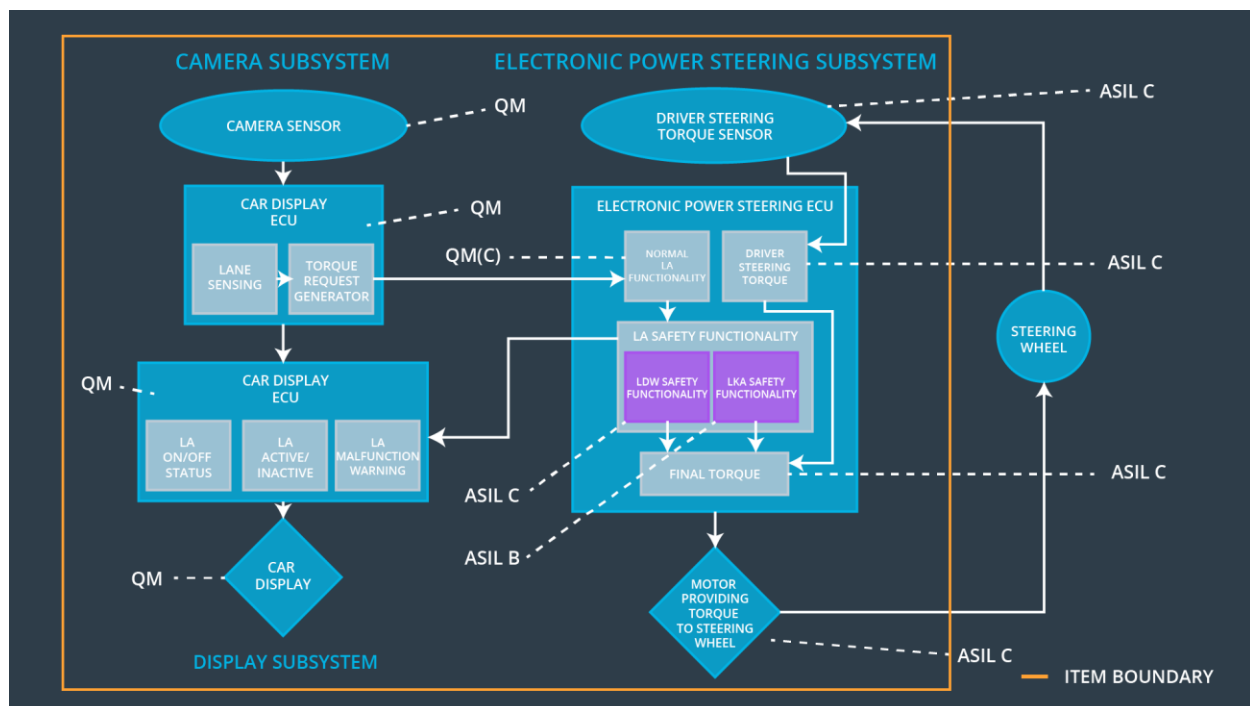 CAMERA SUBSYSTEM
ELECTRONIC POWER STEERING SUBSYSTEM
CAMERA SENSOR
QM
DRIVER STEERING
TORQUE SENSOR
ASIL C
CAR DISPLAY
ECU
QM
LANE
SENSING
TORQUE
REQUEST
GENERATOR
ELECTRONIC POWER STEERING ECU
QM(C)
NORMAL
LA
FUNCTIONALITY
DRIVER
STEERING
TORQUE
ASIL C
LA SAFETY FUNCTIONALITY
LDW SAFETY
FUNCTIONALITY
LKA SAFETY
FUNCTIONALITY
STEERING
WHEEL
QM
CAR DISPLAY
ECU
LA
ON/OFF
STATUS
LA
ACTIVE/
INACTIVE
LA
MALFUNCTION
WARNING
FINAL TORQUE
ASIL C
ASIL C
ASIL B
QM
CAR
DISPLAY
MOTOR
PROVIDING
TORQUE
TO STEERING
WHEEL
ASIL C
DISPLAY SUBSYSTEM
ITEM BOUNDARY